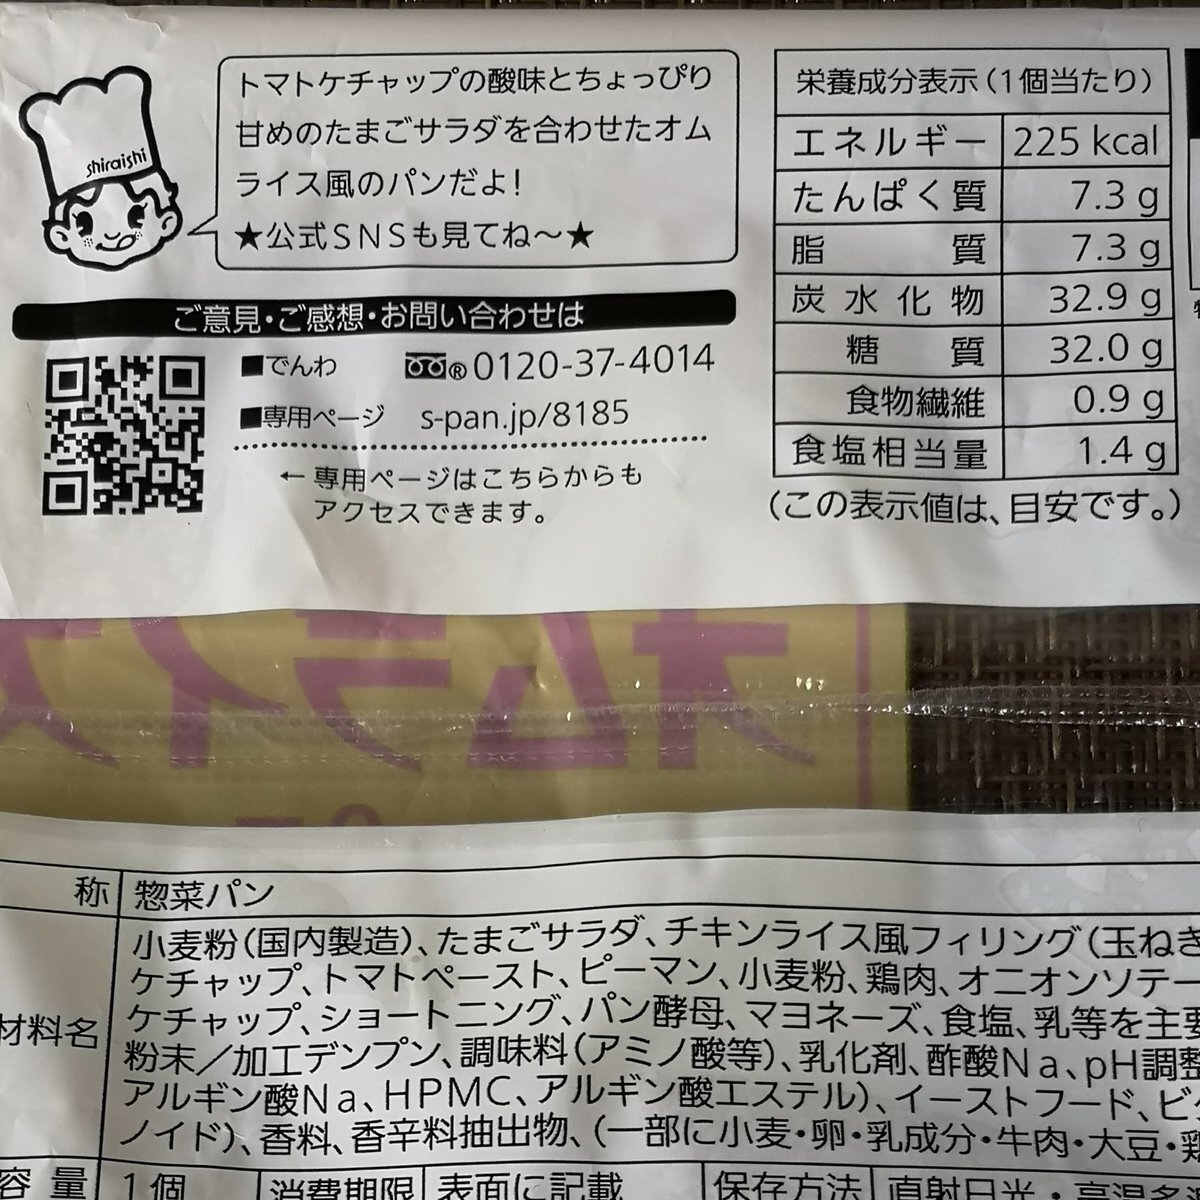 shiraishi
トマトケチャップの酸味とちょっぴり
甘めのたまごサラダを合わせたオム
ライス風のパンだよ!
★公式SNSも見てね〜★
ご意見・ご感想・お問い合わせは
■でんわ ®0120-37-4014
■専用ページ s-pan.jp/8185
←専用ページはこちらからも
アクセスできます。
栄養成分表示(1個当たり)
エネルギー 225 kcal
たんぱく質 7.3 g
脂質 7.3 g
炭水化物 32.9 g
糖質 32.0 g
食物繊維 0.9 g
食塩相当量 1.4 g
(この表示値は、目安です。)
オムライス
称 惣菜パン
材料名
小麦粉(国内製造)、たまごサラダ、チキンライス風フィリング(玉ねぎ
ケチャップ、トマトペースト、ピーマン、小麦粉、鶏肉、オニオンソテー
ケチャップ、ショートニング、パン酵母、マヨネーズ、食塩、乳等を主要
粉末/加工デンプン、調味料(アミノ酸等)、乳化剤、酢酸Na、pH調整
アルギン酸Na、HPMC、アルギン酸エステル)、イーストフード、ビ
ノイド)、香料、香辛料抽出物、(一部に小麦・卵・乳成分・牛肉・大豆・鶏
容量 1個 消費期限 表面に記載 保存方法 直射日光・高温多